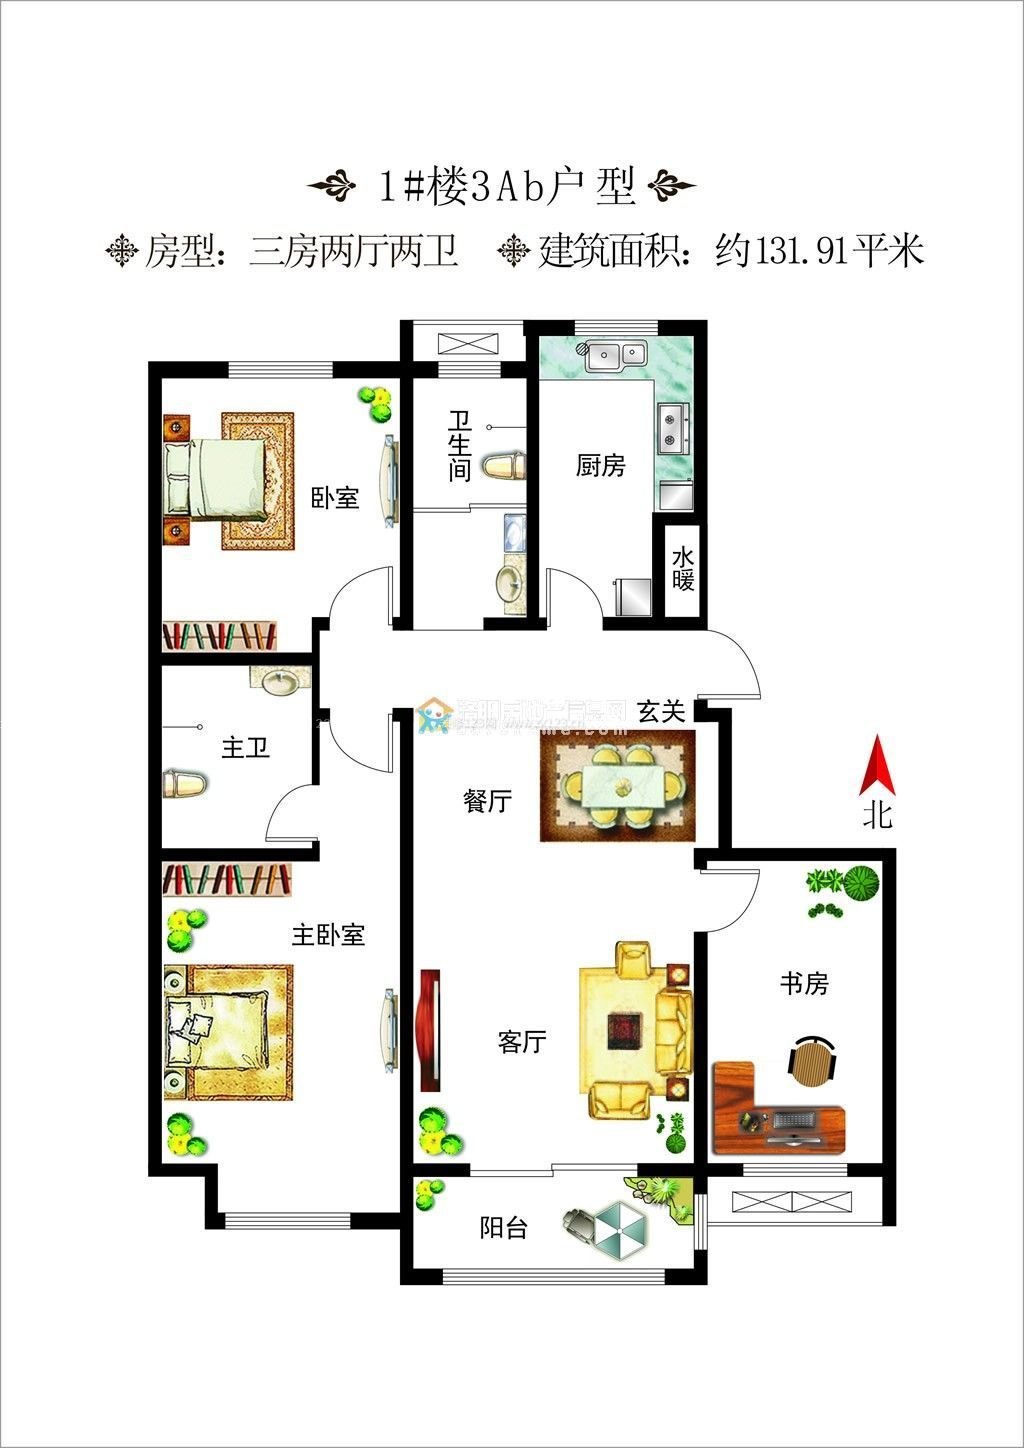 1#楼3Ab户型
房型：三房两厅两卫 建筑面积：约131.91平米
卫生间
厨房
卧室
水暖
玄关
主卫
餐厅
北
主卧室
书房
客厅
阳台